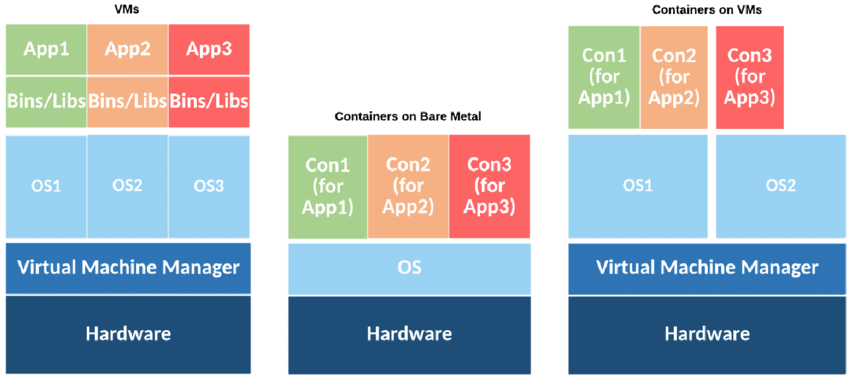 VMs
App1
App2
App3
Bins/Libs
Bins/Libs
Bins/Libs
OS1
OS2
OS3
Virtual Machine Manager
Hardware
Containers on Bare Metal
Con1
(for
App1)
Con2
(for
App2)
Con3
(for
App3)
OS
Hardware
Containers on VMs
Con1
(for
App1)
Con2
(for
App2)
Con3
(for
App3)
OS1
OS2
Virtual Machine Manager
Hardware